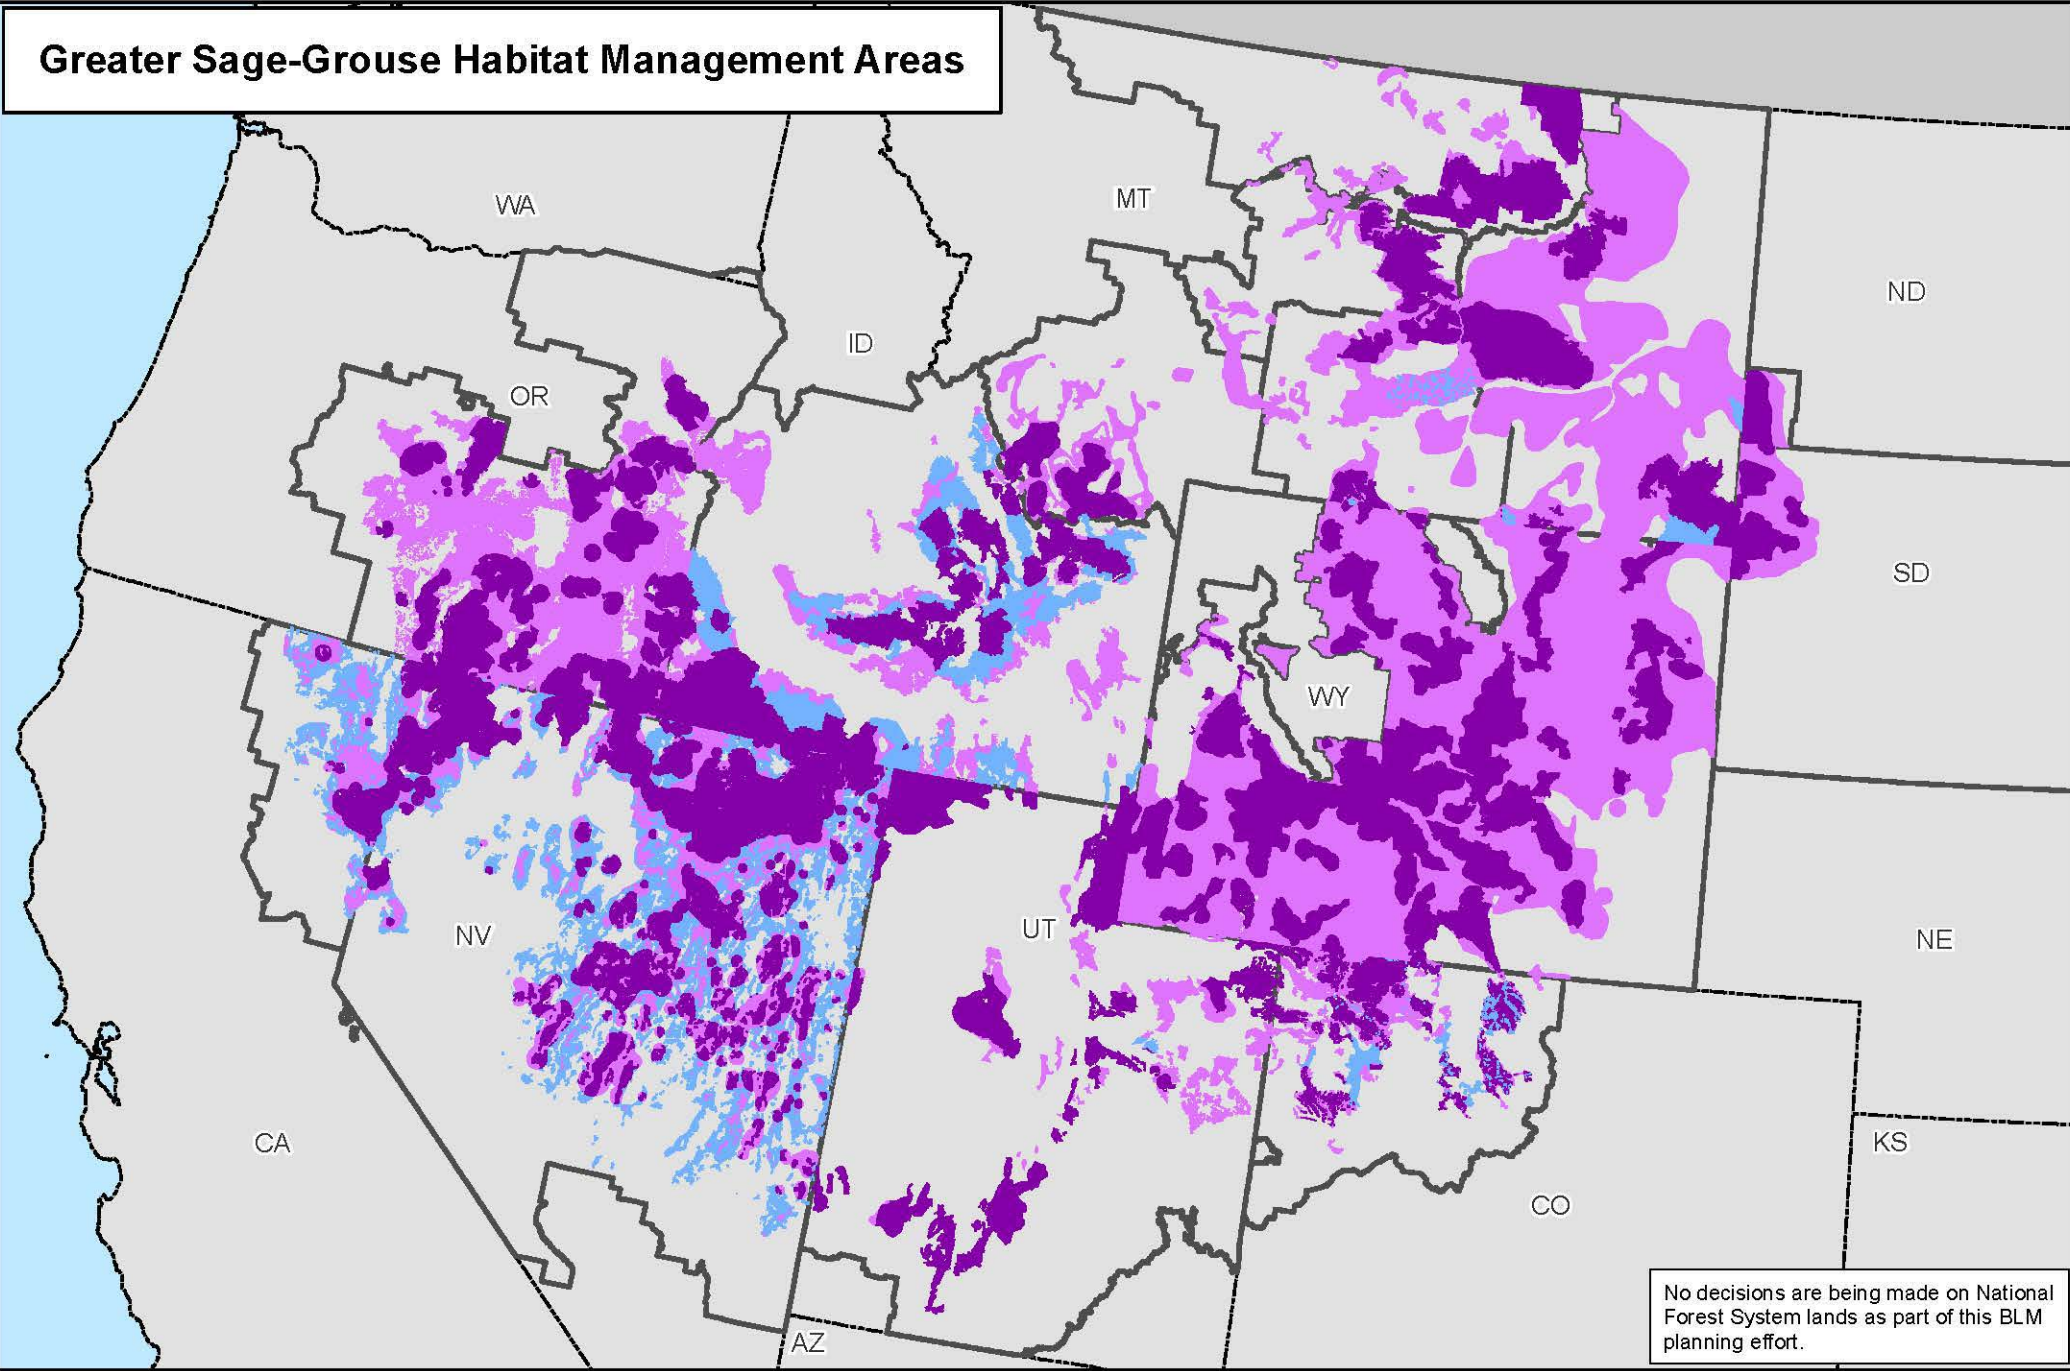 Greater Sage-Grouse Habitat Management Areas
WA
MT
ND
ID
OR
SD
WY
NV
UT
NE
CA
KS
CO
AZ
No decisions are being made on National
Forest System lands as part of this BLM
planning effort.